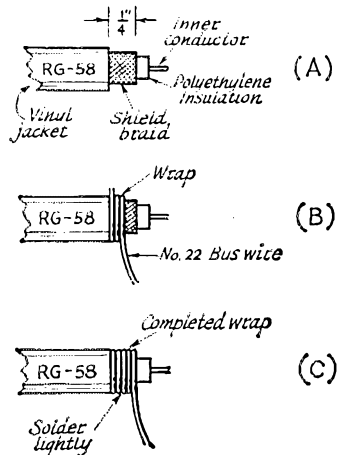 1"
4
Inner
conductor
RG-58
(A)
Polyethylene
Insulation
Vinyl
jacket
Shield
braid
Wrap
RG-58
(B)
No. 22 Bus wire
Completed wrap
RG-58
(C)
Solder
lightly